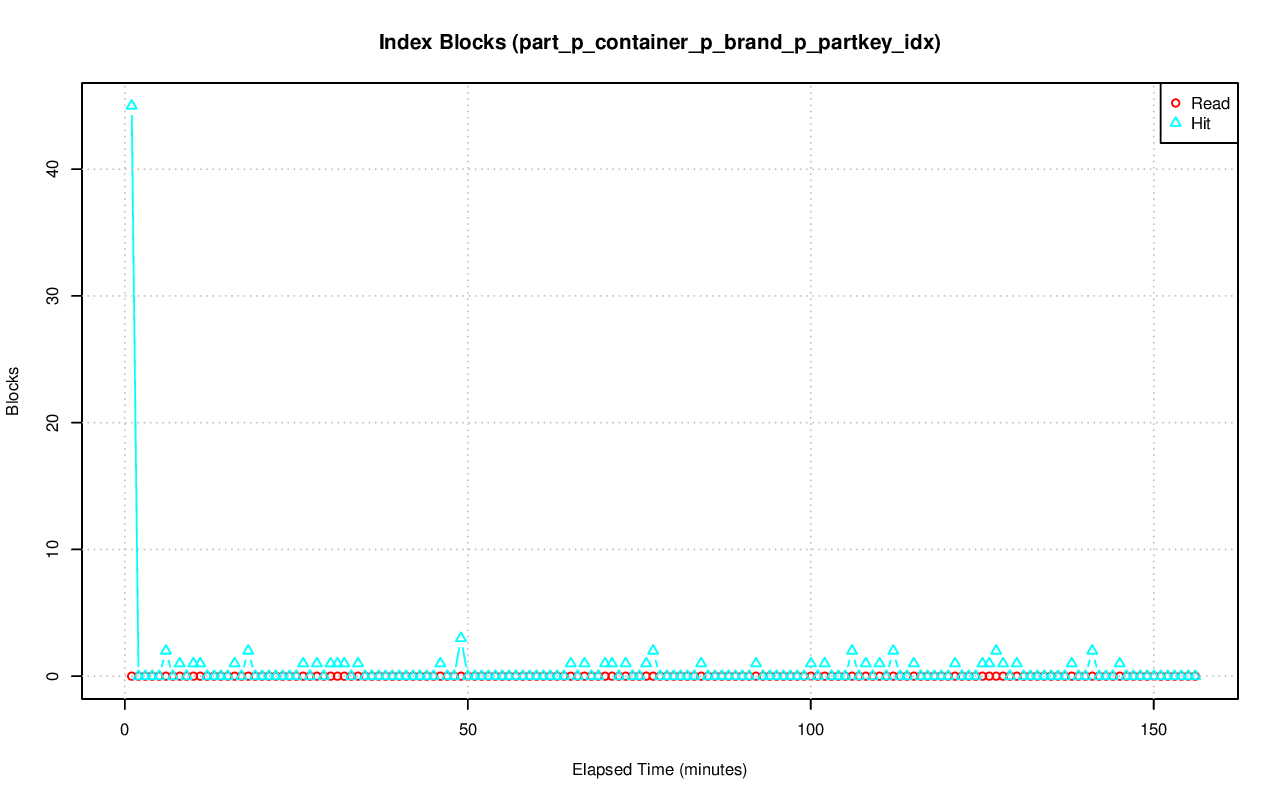 Index Blocks (part_p_container_p_brand_p_partkey_idx)
Read
Hit
Blocks
40
30
20
10
0
0 50 100 150
Elapsed Time (minutes)